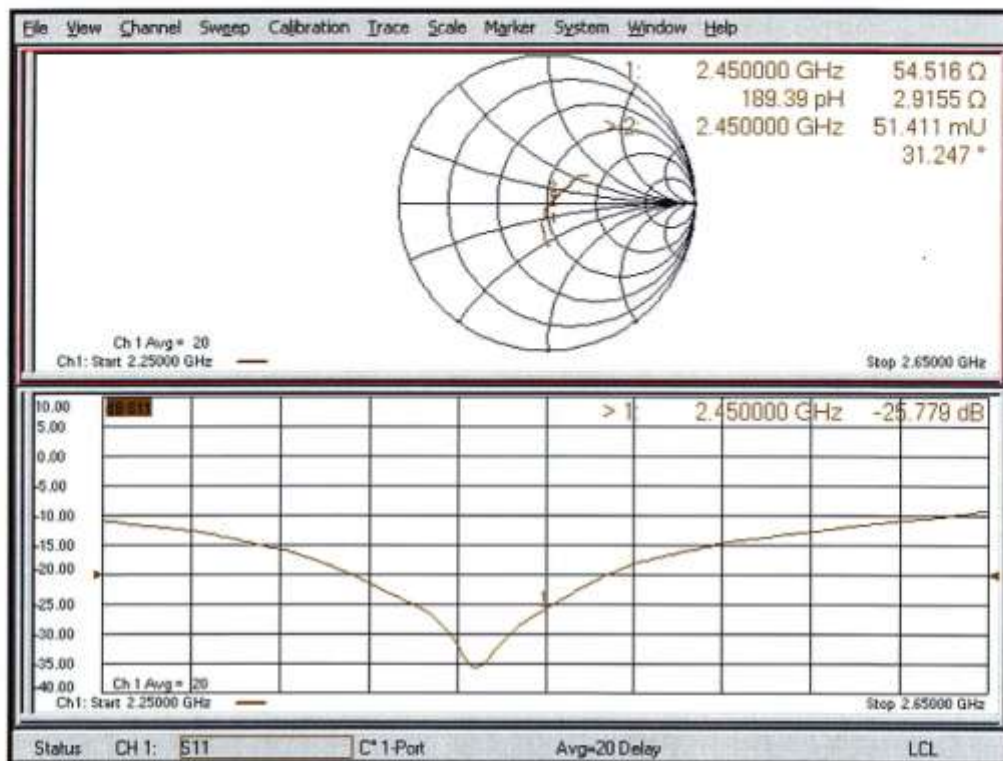 File View Channel Sweep Calibration Trace Scale Marker System Window Help
1: 2.450000 GHz 54.516 Ω
189.39 pH 2.9155 Ω
> 2: 2.450000 GHz 51.411 mU
31.247 °
Ch 1 Avg = 20
Ch1: Start 2.25000 GHz
Stop 2.65000 GHz
10.00
5.00
0.00
-5.00
-10.00
-15.00
-20.00
-25.00
-30.00
-35.00
-40.00
dB S11
> 1: 2.450000 GHz -25.779 dB
1
Ch 1 Avg = 20
Ch1: Start 2.25000 GHz
Stop 2.65000 GHz
Status CH 1: S11 C* 1-Port Avg=20 Delay LCL